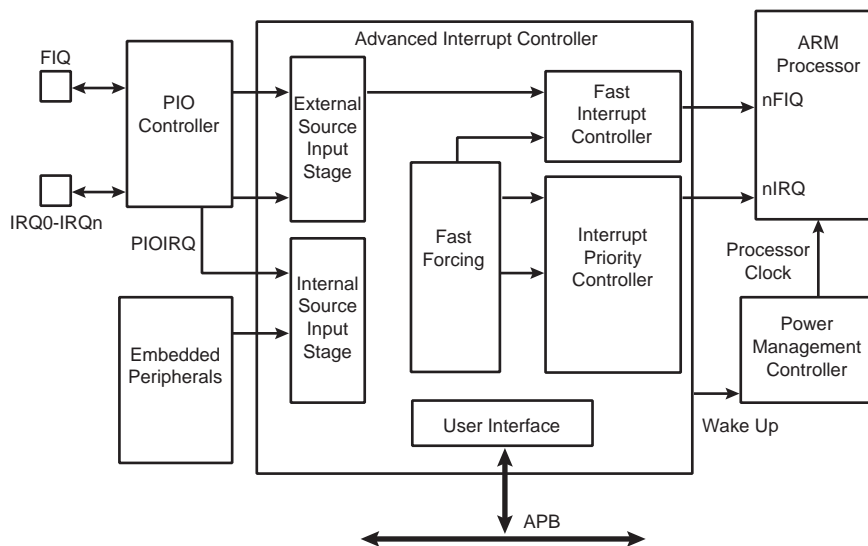 FIQ
IRQ0-IRQn
PIO
Controller
PIOIRQ
Embedded
Peripherals
Advanced Interrupt Controller
External
Source
Input
Stage
Internal
Source
Input
Stage
Fast
Forcing
Fast
Interrupt
Controller
Interrupt
Priority
Controller
User Interface
APB
ARM
Processor
nFIQ
nIRQ
Processor
Clock
Power
Management
Controller
Wake Up